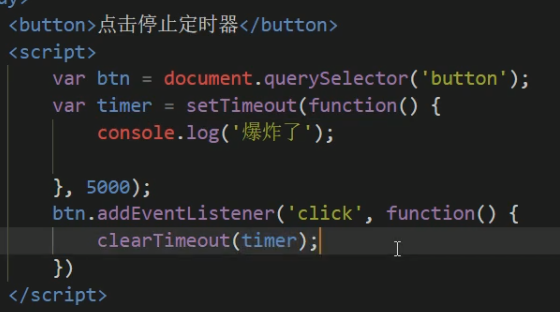 dy>
<button>点击停止定时器</button>
<script>
var btn = document.querySelector('button');
var timer = setTimeout(function() {
console.log('爆炸了');
}, 5000);
btn.addEventListener('click', function() {
clearTimeout(timer);
})
</script>